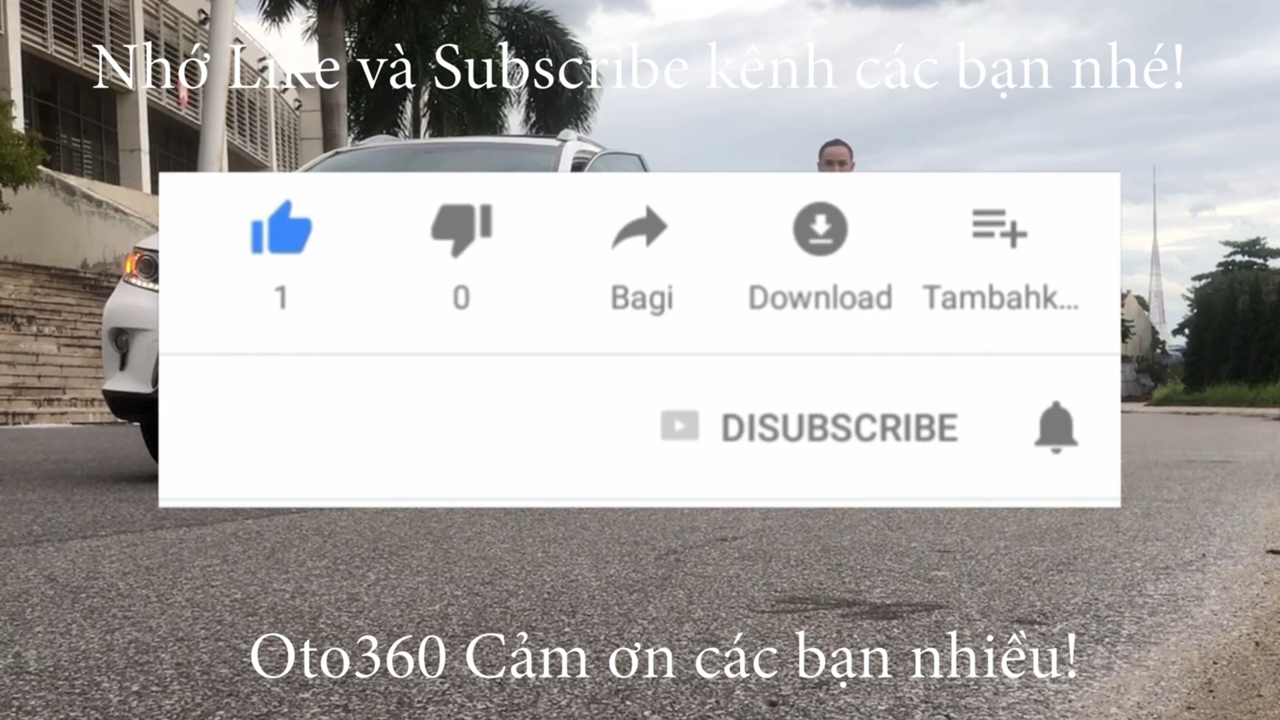 Nhớ Like và Subscribe kênh các bạn nhé!
1 0 Bagi Download Tambahk...
DISUBSCRIBE
Oto360 Cảm ơn các bạn nhiều!